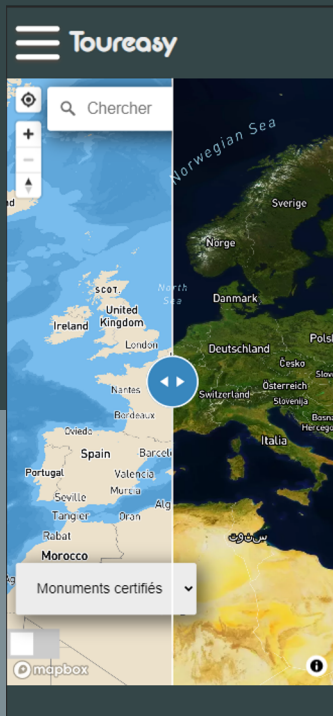 Toureasy
Chercher
Norwegian Sea
Sverige
Norge
SCOT.
North
Sea
Danmark
United
Kingdom
Ireland
London
Deutschland
Polsk
Česko
Nantes
Switzerland
Österreich
Slovenija
Bordeaux
Bosna
Hercego
Oviedo
Italia
Spain
Barcel
Portugal
Valencia
Murcia
Seville
Alg
Tangier
Oran
Rabat
Morocco
Monuments certifiés
mapbox